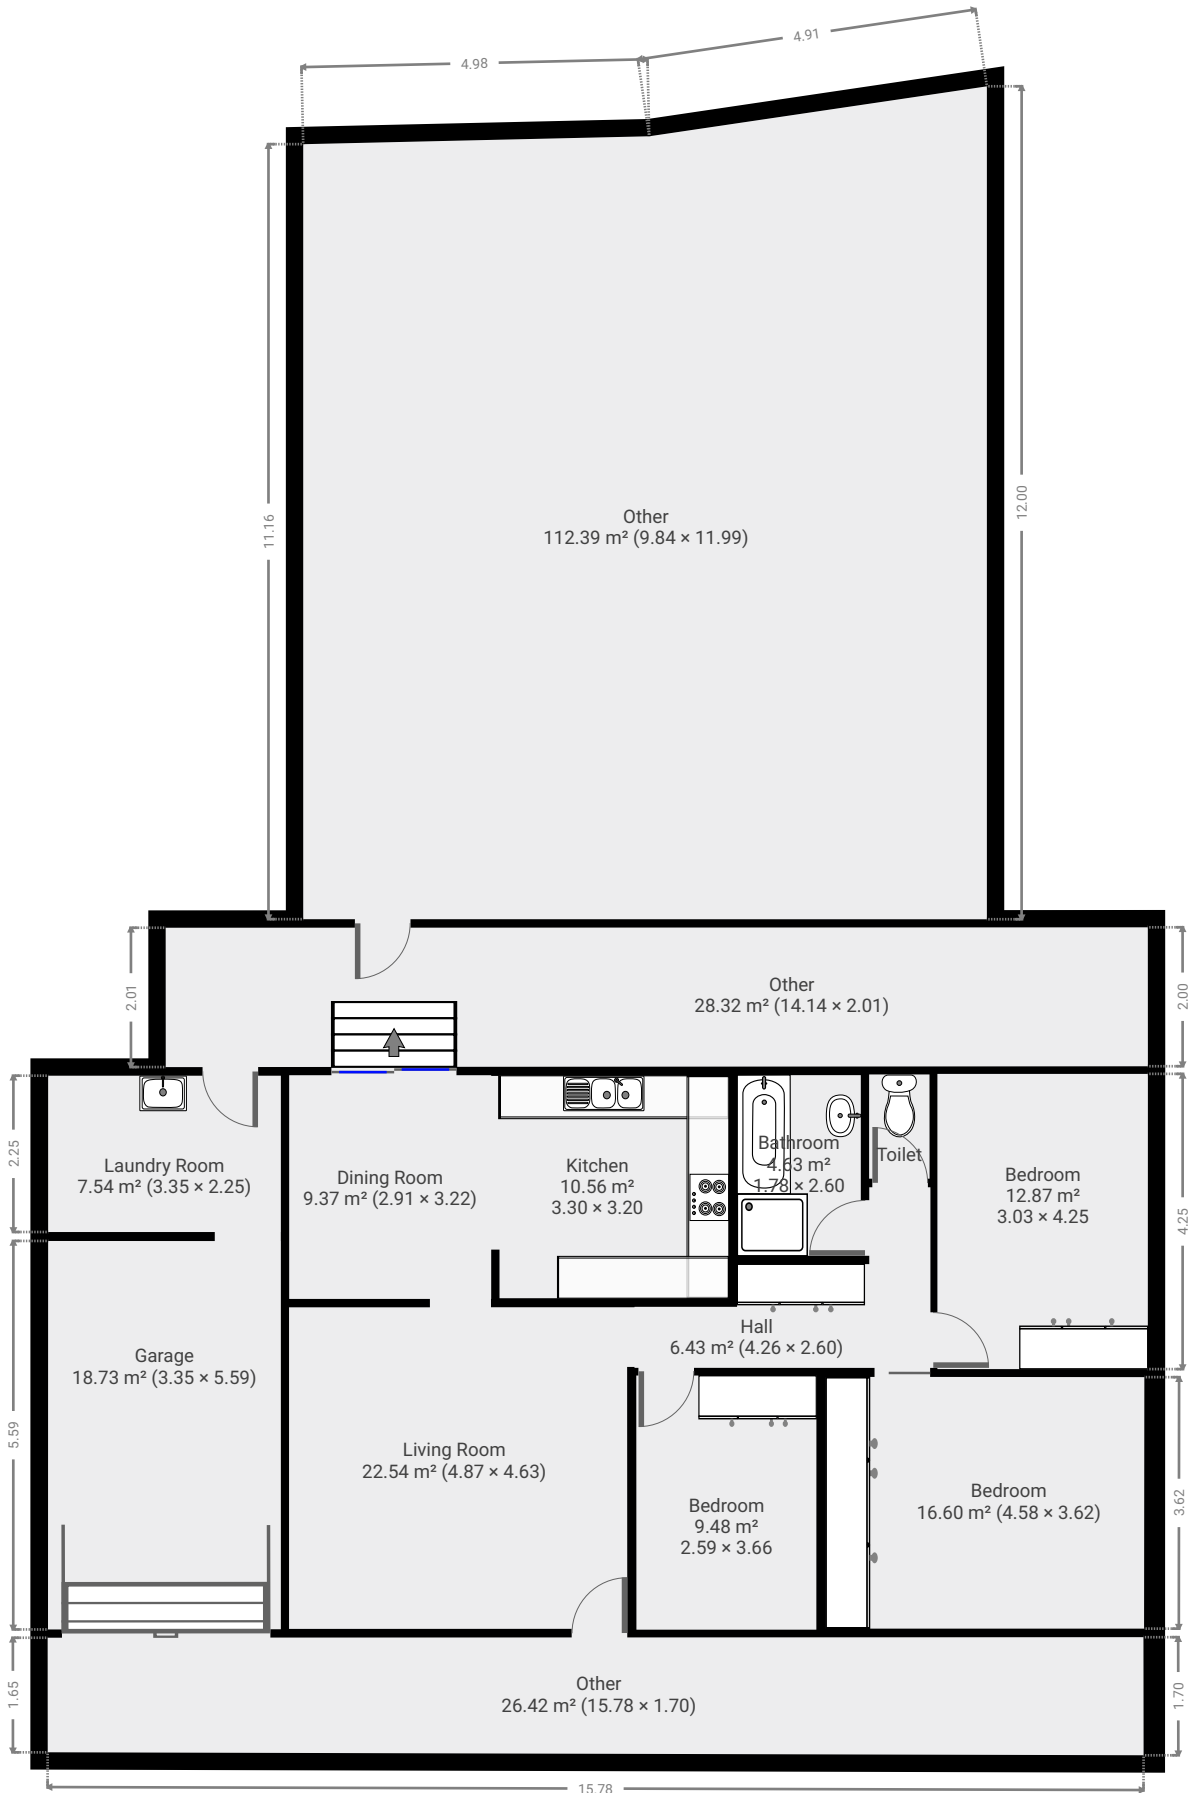 4.98
4.91
11.16
12.00
Other
112.39 m² (9.84 × 11.99)
2.01
2.00
Other
28.32 m² (14.14 × 2.01)
2.25
Laundry Room
7.54 m² (3.35 × 2.25)
Dining Room
9.37 m² (2.91 × 3.22)
Kitchen
10.56 m²
3.30 × 3.20
Bathroom
4.63 m²
1.78 × 2.60
Toilet
Bedroom
12.87 m²
3.03 × 4.25
4.25
Hall
6.43 m² (4.26 × 2.60)
Garage
18.73 m² (3.35 × 5.59)
5.59
Living Room
22.54 m² (4.87 × 4.63)
Bedroom
9.48 m²
2.59 × 3.66
Bedroom
16.60 m² (4.58 × 3.62)
3.62
1.65
Other
26.42 m² (15.78 × 1.70)
1.70
15.78